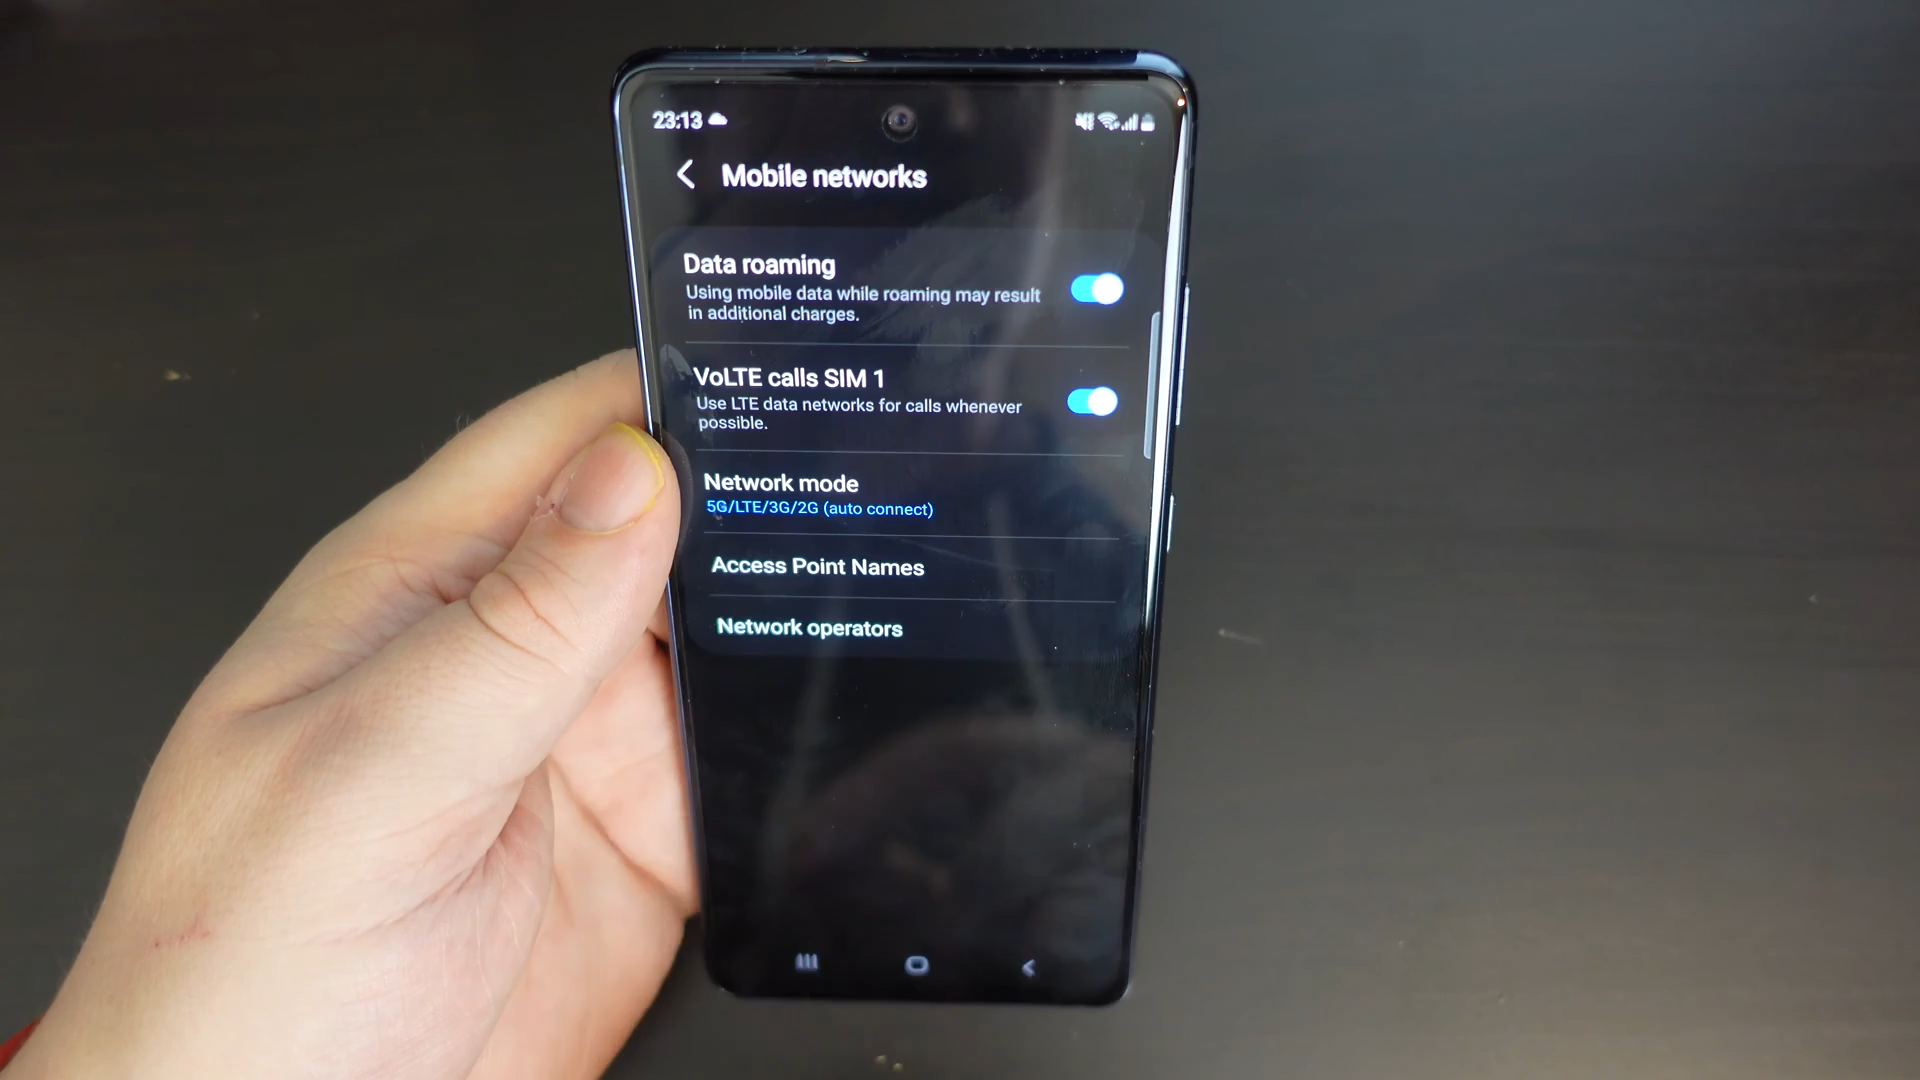 23:13
Mobile networks
Data roaming
Using mobile data while roaming may result
in additional charges.
VoLTE calls SIM 1
Use LTE data networks for calls whenever
possible.
Network mode
5G/LTE/3G/2G (auto connect)
Access Point Names
Network operators